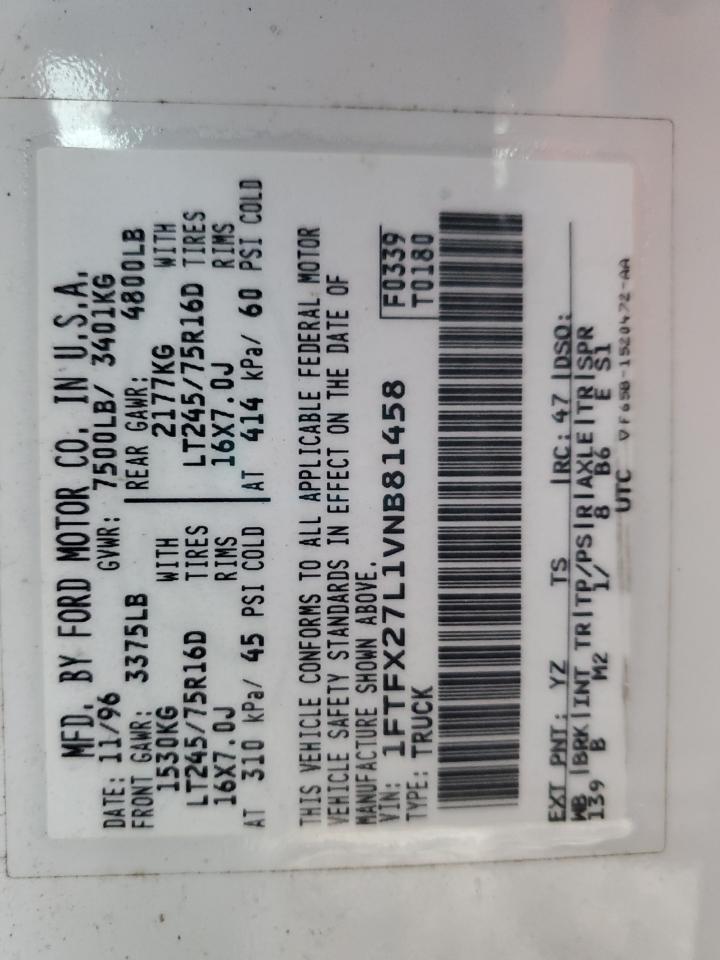 MFD. BY FORD MOTOR CO. IN U.S.A.
DATE: 11/96 GVWR: 7500LB/ 3401KG
FRONT GAWR: 3375LB REAR GAWR: 4800LB
1530KG WITH 2177KG WITH
LT245/75R16D TIRES LT245/75R16D TIRES
16X7.0J RIMS 16X7.0J RIMS
AT 310 kPa/ 45 PSI COLD AT 414 kPa/ 60 PSI COLD
THIS VEHICLE CONFORMS TO ALL APPLICABLE FEDERAL MOTOR
VEHICLE SAFETY STANDARDS IN EFFECT ON THE DATE OF
MANUFACTURE SHOWN ABOVE.
VIN: 1FTFX27L1VNB81458 F0339
TYPE: TRUCK T0180
EXT PNT: YZ TS RC: 47 DSO:
WB BRK INT TR TP/PS R AXLE TR SPR
139 B M2 1/ 8 B6 E S1
UTC ▽F65B-1520472-AA